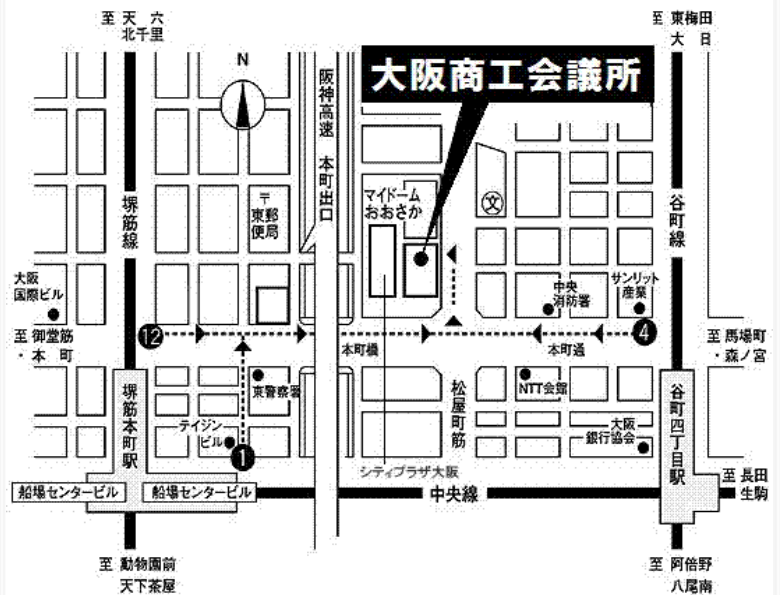 至 天 六
北千里
至 東梅田
大 日
N
大阪商工会議所
阪神高速 本町出口
堺筋線
〒
東郵
便局
マイドーム
おおさか
文
谷町線
大阪
国際ビル
中央
消防署
サンリット
産業
至 御堂筋
・本 町
12
4
本町橋
本町通
至 馬場町
・森ノ宮
東警察署
NTT会館
堺筋本町駅
テイジン
ビル
1
松屋町筋
大阪
銀行協会
谷町四丁目駅
シティプラザ大阪
船場センタービル
船場センタービル
中央線
至 長田
生駒
至 動物園前
天下茶屋
至 阿倍野
八尾南